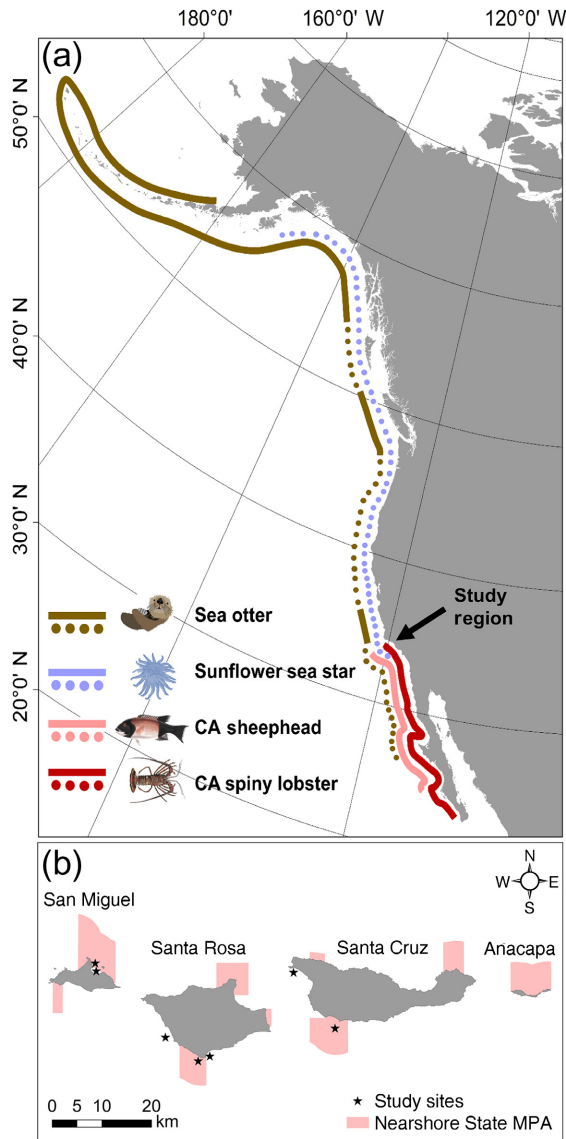 180°0' 160°0' W 120°0' W
(a)
50°0' N
40°0' N
30°0' N
20°0' N
Study
region
Sea otter
Sunflower sea star
CA sheephead
CA spiny lobster
(b)
N
W E
S
San Miguel
Santa Rosa
Santa Cruz
Anacapa
0 5 10 20
km
Study sites
Nearshore State MPA